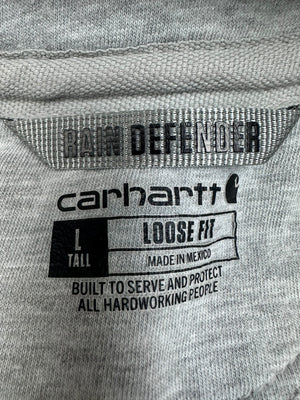 RAIN DEFENDER
carhartt
L
TALL
LOOSE FIT
MADE IN MEXICO
BUILT TO SERVE AND PROTECT
ALL HARDWORKING PEOPLE